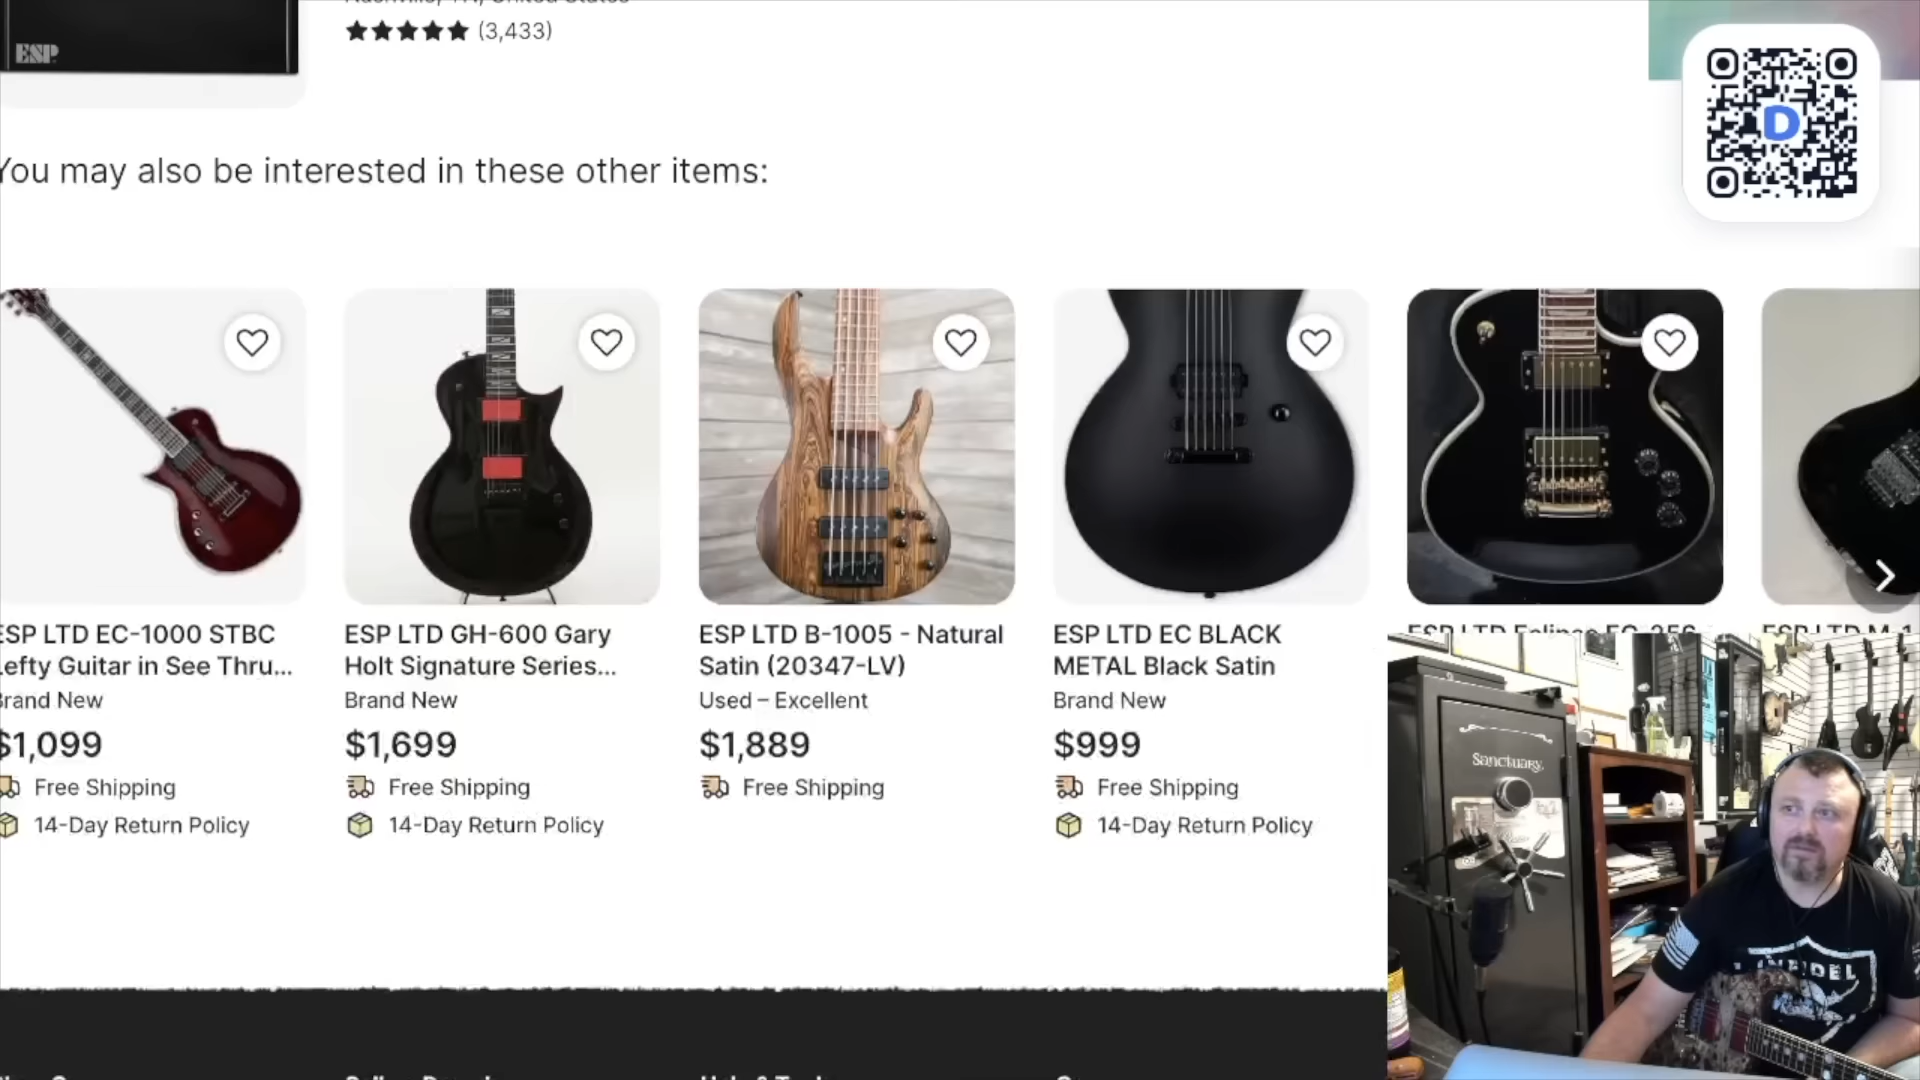 ESP
★★★★★ (3,433)
D
You may also be interested in these other items:
ESP LTD EC-1000 STBC
Lefty Guitar in See Thru...
Brand New
$1,099
Free Shipping
14-Day Return Policy
ESP LTD GH-600 Gary
Holt Signature Series...
Brand New
$1,699
Free Shipping
14-Day Return Policy
ESP LTD B-1005 - Natural
Satin (20347-LV)
Used – Excellent
$1,889
Free Shipping
ESP LTD EC BLACK
METAL Black Satin
Brand New
$999
Free Shipping
14-Day Return Policy
Sanctuary
INFIDEL